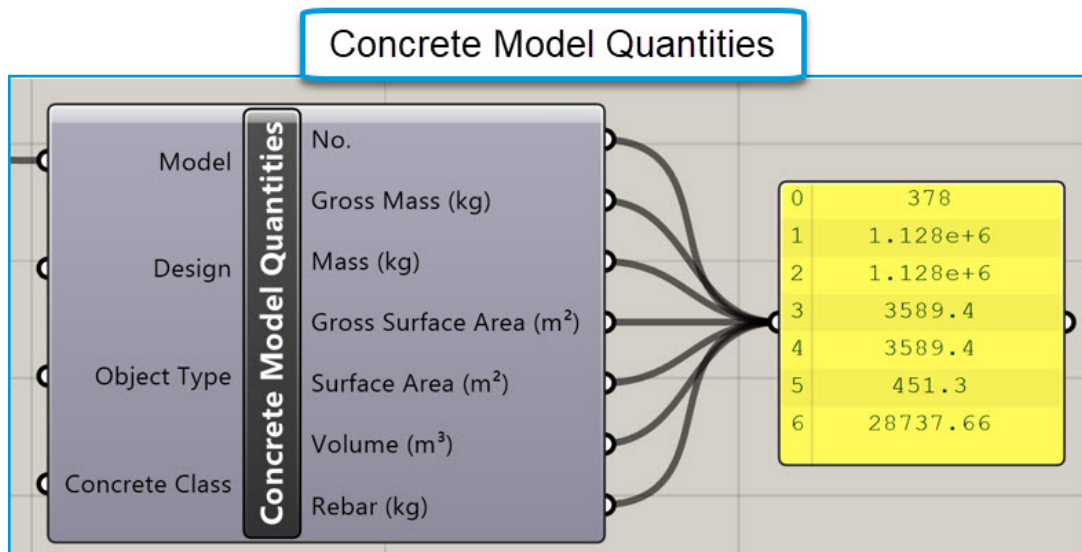 Concrete Model Quantities
Model
Design
Object Type
Concrete Class
Concrete Model Quantities
No.
Gross Mass (kg)
Mass (kg)
Gross Surface Area (m²)
Surface Area (m²)
Volume (m³)
Rebar (kg)
0 378
1 1.128e+6
2 1.128e+6
3 3589.4
4 3589.4
5 451.3
6 28737.66